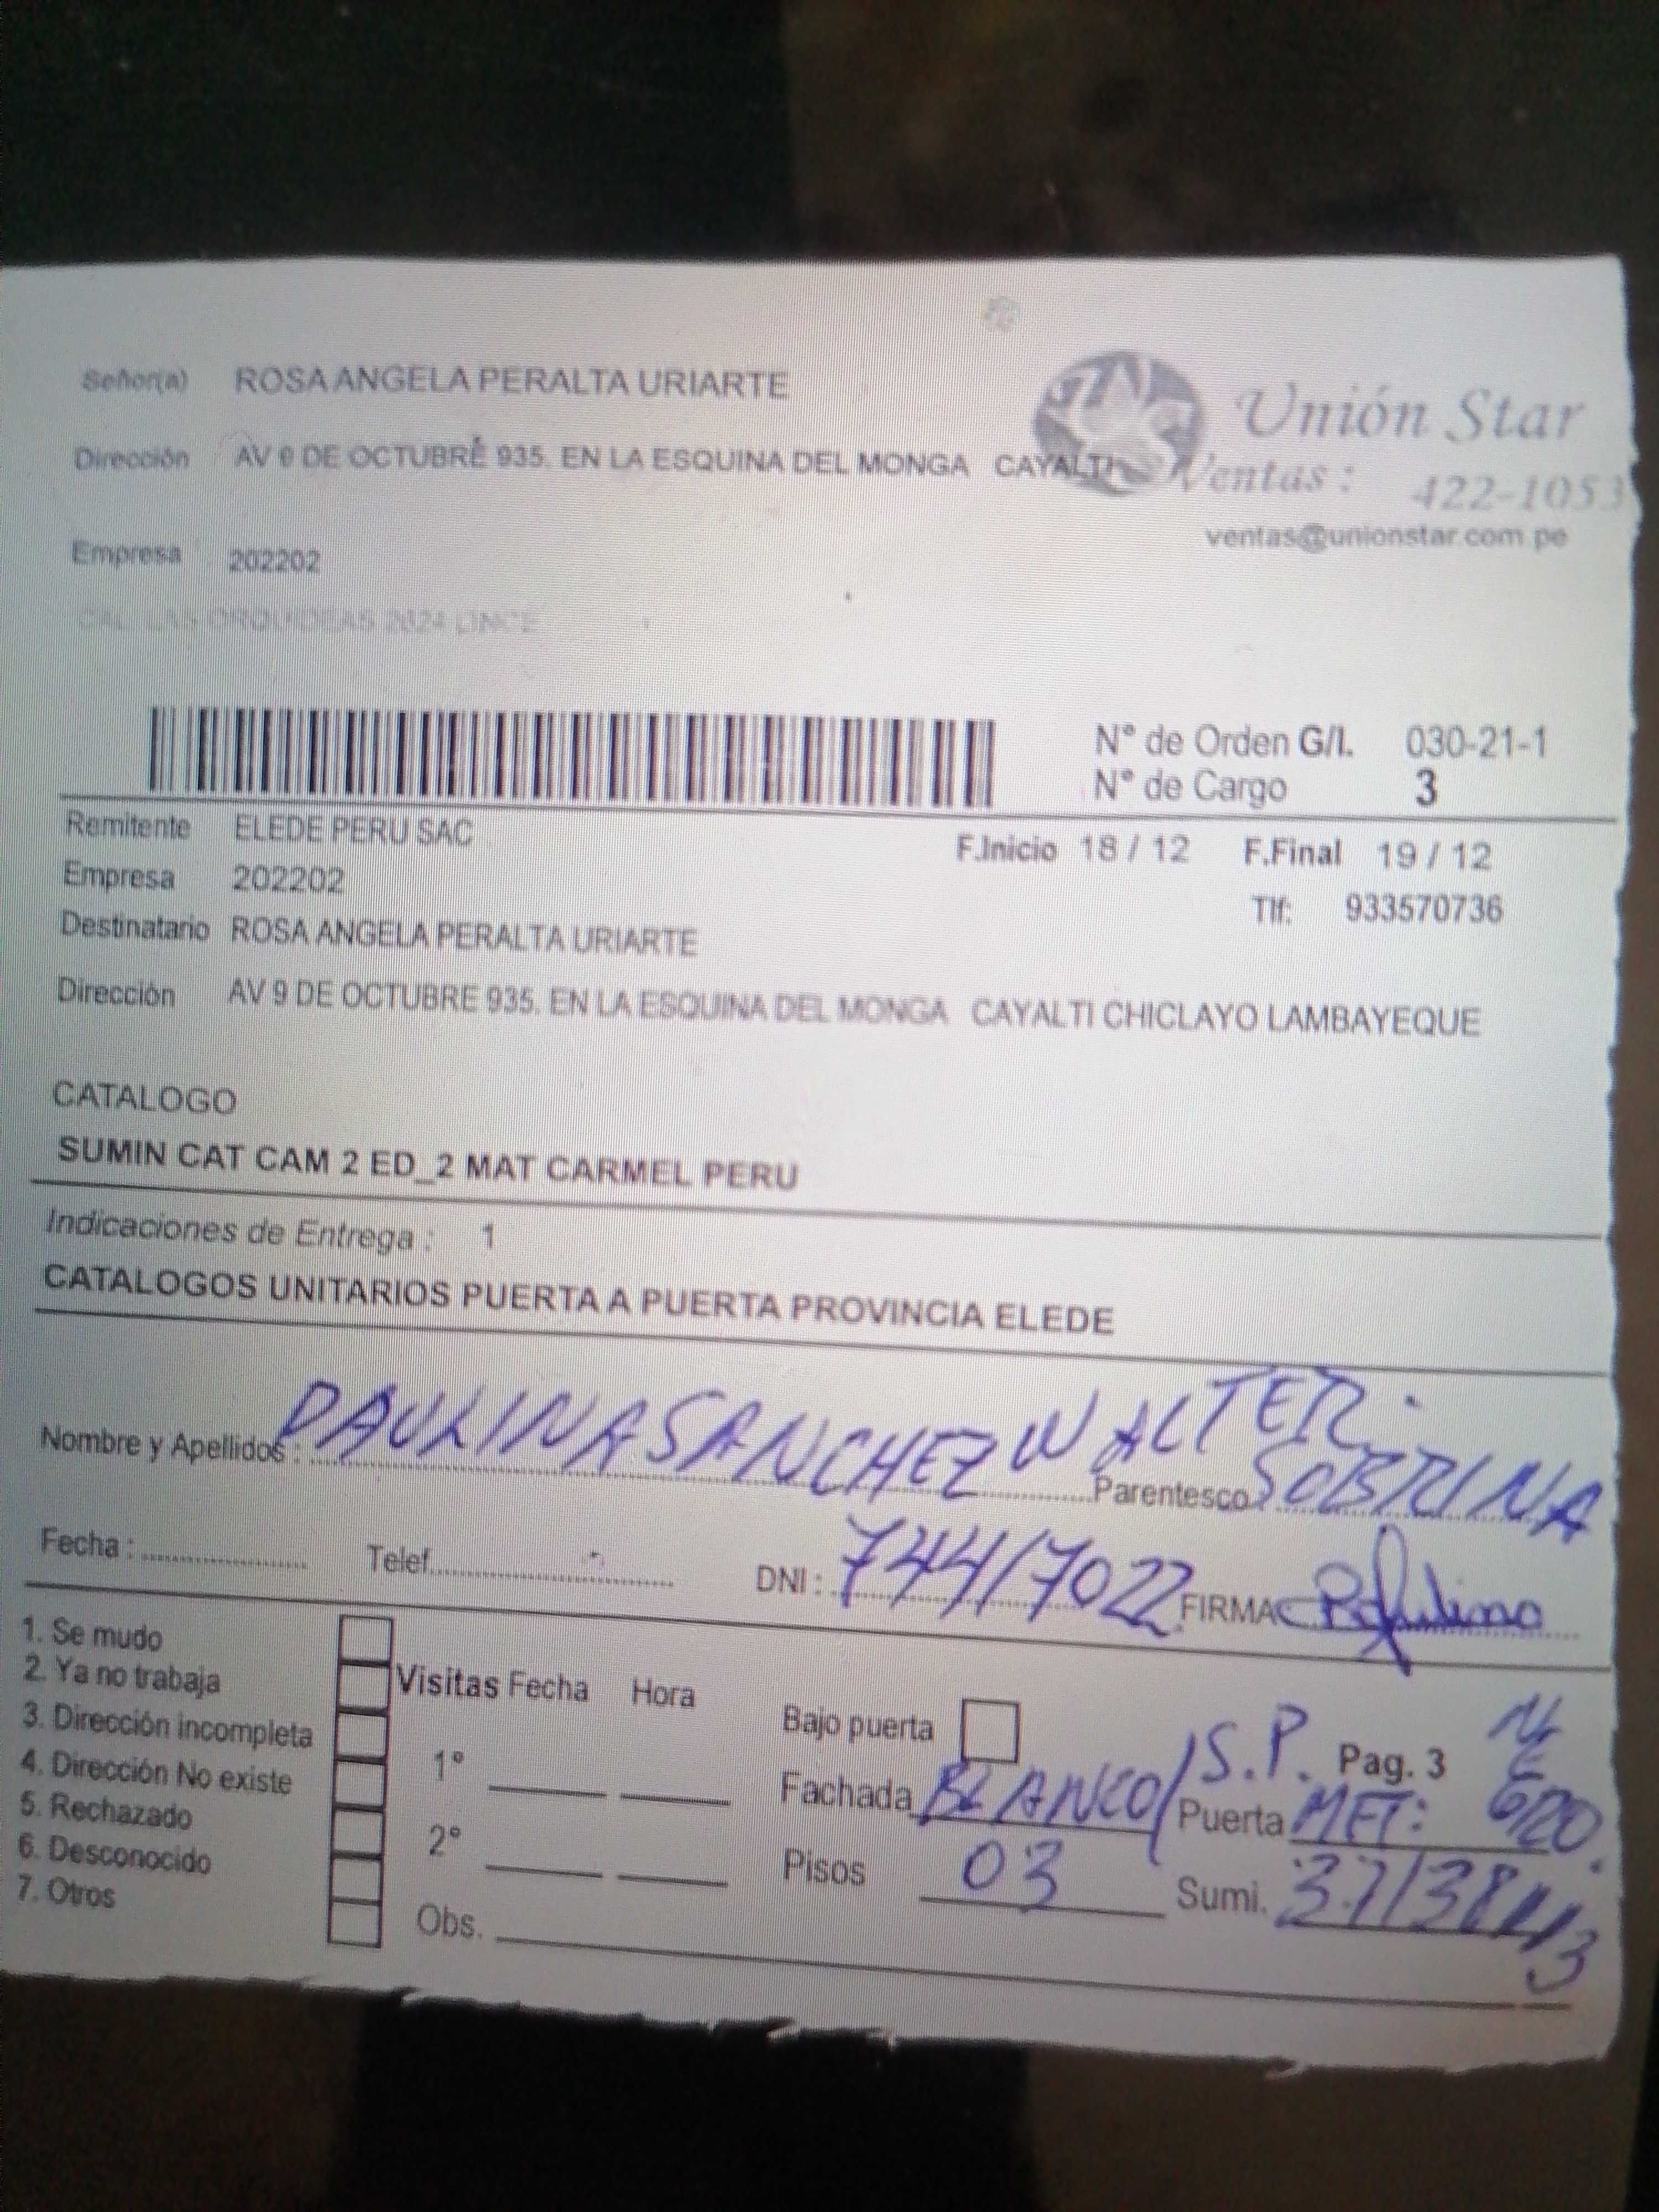 Señor(a) ROSA ANGELA PERALTA URIARTE
Unión Star
Dirección AV 9 DE OCTUBRE 935. EN LA ESQUINA DEL MONGA CAYALTI
Ventas: 422-1053
ventas@unionstar.com.pe
Empresa 202202
CAL LAS ORQUIDEAS 2624 LINCE
N° de Orden G/I. 030-21-1
N° de Cargo 3
Remitente ELEDE PERU SAC
F.Inicio 18 / 12 F.Final 19 / 12
Empresa 202202
Tlf: 933570736
Destinatario ROSA ANGELA PERALTA URIARTE
Dirección AV 9 DE OCTUBRE 935. EN LA ESQUINA DEL MONGA CAYALTI CHICLAYO LAMBAYEQUE
CATALOGO
SUMIN CAT CAM 2 ED_2 MAT CARMEL PERU
Indicaciones de Entrega : 1
CATALOGOS UNITARIOS PUERTA A PUERTA PROVINCIA ELEDE
Nombre y Apellidos : PAULINA SANCHEZ WALTER.
Parentesco SOBRINA
Fecha : Telef. DNI : 74417022 FIRMA
1. Se mudo
2. Ya no trabaja
3. Dirección incompleta
4. Dirección No existe
5. Rechazado
6. Desconocido
7. Otros
Visitas Fecha Hora
1°
2°
Obs.
Bajo puerta
Pag. 3
Fachada BLANCO/S.P.
Puerta MET: NEGRO.
Pisos 03
Sumi.